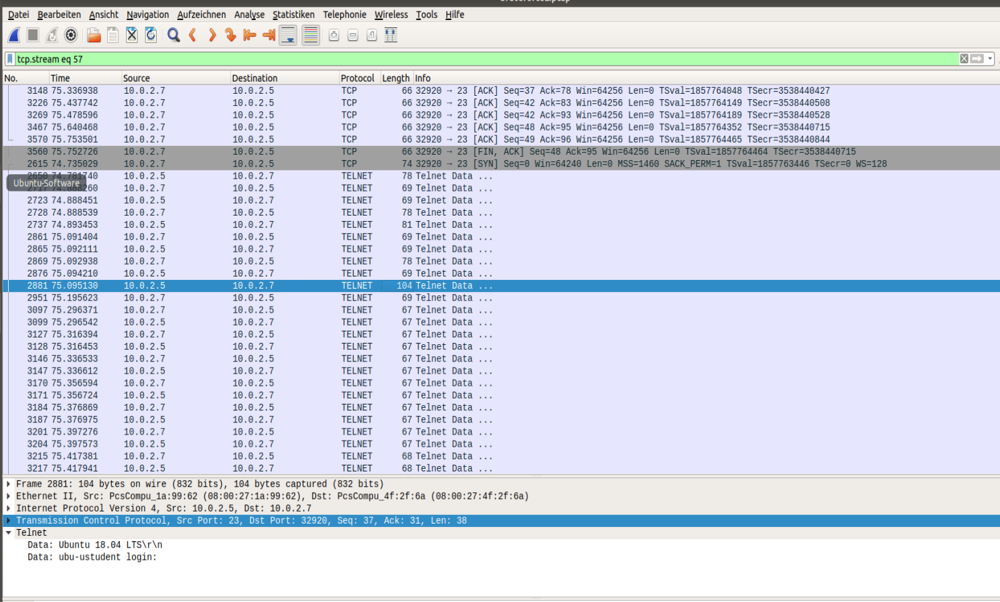 Datei Bearbeiten Ansicht Navigation Aufzeichnen Analyse Statistiken Telephonie Wireless Tools Hilfe
tcp.stream eq 57
No. Time Source Destination Protocol Length Info
3148 75.336938 10.0.2.7 10.0.2.5 TCP 66 32920 → 23 [ACK] Seq=37 Ack=78 Win=64256 Len=0 TSval=1857764048 TSecr=3538440427
3226 75.437742 10.0.2.7 10.0.2.5 TCP 66 32920 → 23 [ACK] Seq=42 Ack=83 Win=64256 Len=0 TSval=1857764149 TSecr=3538440508
3269 75.478596 10.0.2.7 10.0.2.5 TCP 66 32920 → 23 [ACK] Seq=42 Ack=93 Win=64256 Len=0 TSval=1857764189 TSecr=3538440528
3467 75.640468 10.0.2.7 10.0.2.5 TCP 66 32920 → 23 [ACK] Seq=48 Ack=95 Win=64256 Len=0 TSval=1857764352 TSecr=3538440715
3570 75.753501 10.0.2.7 10.0.2.5 TCP 66 32920 → 23 [ACK] Seq=49 Ack=96 Win=64256 Len=0 TSval=1857764465 TSecr=3538440844
3560 75.752726 10.0.2.7 10.0.2.5 TCP 66 32920 → 23 [FIN, ACK] Seq=48 Ack=95 Win=64256 Len=0 TSval=1857764464 TSecr=3538440715
2615 74.735029 10.0.2.7 10.0.2.5 TCP 74 32920 → 23 [SYN] Seq=0 Win=64240 Len=0 MSS=1460 SACK_PERM=1 TSval=1857763446 TSecr=0 WS=128
2650 74.781740 10.0.2.5 10.0.2.7 TELNET 78 Telnet Data ...
Ubuntu-Software
2717 74.888260 10.0.2.7 10.0.2.5 TELNET 69 Telnet Data ...
2723 74.888451 10.0.2.5 10.0.2.7 TELNET 69 Telnet Data ...
2728 74.888539 10.0.2.7 10.0.2.5 TELNET 78 Telnet Data ...
2737 74.893453 10.0.2.5 10.0.2.7 TELNET 81 Telnet Data ...
2861 75.091404 10.0.2.7 10.0.2.5 TELNET 69 Telnet Data ...
2865 75.092111 10.0.2.5 10.0.2.7 TELNET 69 Telnet Data ...
2869 75.092938 10.0.2.7 10.0.2.5 TELNET 78 Telnet Data ...
2876 75.094210 10.0.2.5 10.0.2.7 TELNET 69 Telnet Data ...
2881 75.095130 10.0.2.5 10.0.2.7 TELNET 104 Telnet Data ...
2951 75.195623 10.0.2.7 10.0.2.5 TELNET 69 Telnet Data ...
3097 75.296371 10.0.2.7 10.0.2.5 TELNET 67 Telnet Data ...
3099 75.296542 10.0.2.5 10.0.2.7 TELNET 67 Telnet Data ...
3127 75.316394 10.0.2.7 10.0.2.5 TELNET 67 Telnet Data ...
3128 75.316453 10.0.2.5 10.0.2.7 TELNET 67 Telnet Data ...
3146 75.336533 10.0.2.7 10.0.2.5 TELNET 67 Telnet Data ...
3147 75.336612 10.0.2.5 10.0.2.7 TELNET 67 Telnet Data ...
3170 75.356594 10.0.2.7 10.0.2.5 TELNET 67 Telnet Data ...
3171 75.356724 10.0.2.5 10.0.2.7 TELNET 67 Telnet Data ...
3184 75.376869 10.0.2.7 10.0.2.5 TELNET 67 Telnet Data ...
3187 75.376975 10.0.2.5 10.0.2.7 TELNET 67 Telnet Data ...
3201 75.397276 10.0.2.7 10.0.2.5 TELNET 67 Telnet Data ...
3204 75.397573 10.0.2.5 10.0.2.7 TELNET 67 Telnet Data ...
3215 75.417381 10.0.2.7 10.0.2.5 TELNET 68 Telnet Data ...
3217 75.417941 10.0.2.5 10.0.2.7 TELNET 68 Telnet Data ...
Frame 2881: 104 bytes on wire (832 bits), 104 bytes captured (832 bits)
Ethernet II, Src: PcsCompu_1a:99:62 (08:00:27:1a:99:62), Dst: PcsCompu_4f:2f:6a (08:00:27:4f:2f:6a)
Internet Protocol Version 4, Src: 10.0.2.5, Dst: 10.0.2.7
Transmission Control Protocol, Src Port: 23, Dst Port: 32920, Seq: 37, Ack: 31, Len: 38
Telnet
Data: Ubuntu 18.04 LTS\r\n
Data: ubu-ustudent login: